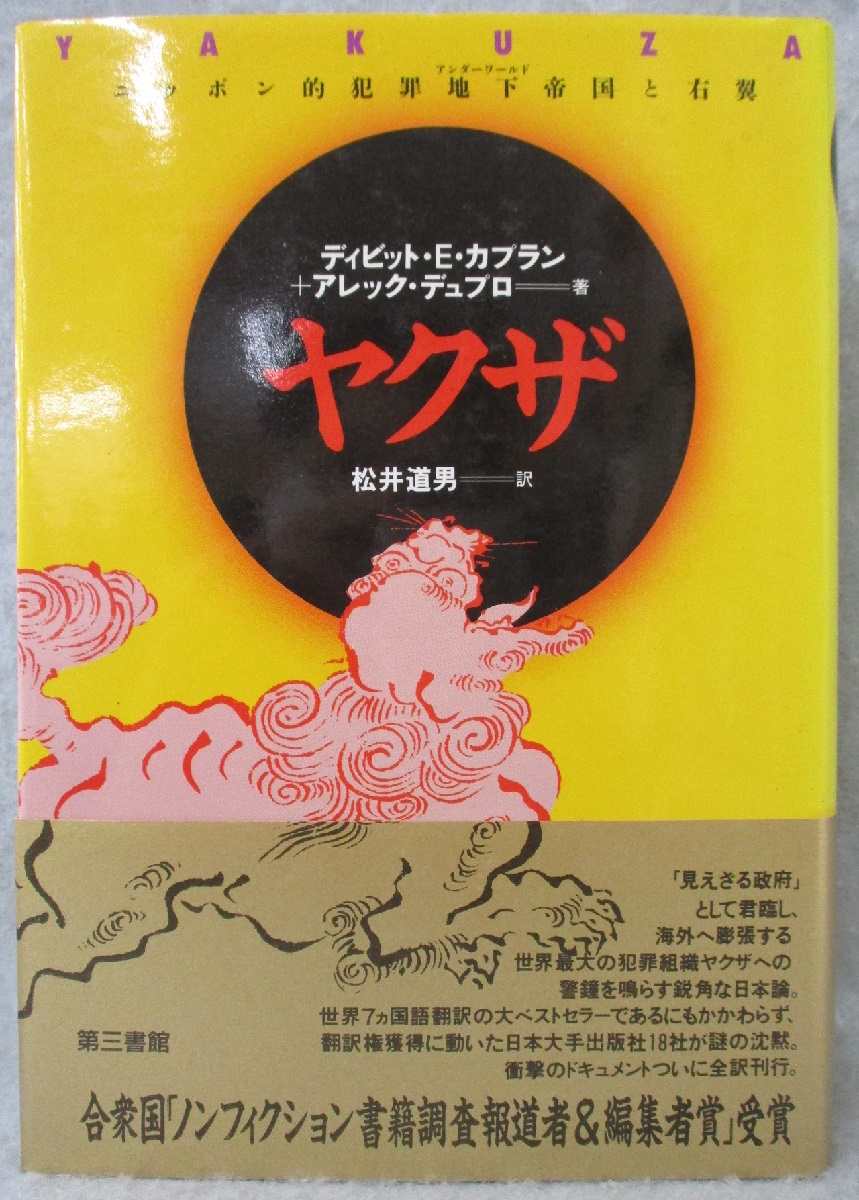 YAKUZA
アンダーワールド
ニッポン的犯罪地下帝国と右翼
ディビット・E・カプラン
+アレック・デュプロ──著
ヤクザ
松井道男──訳
「見えざる政府」
として君臨し、
海外へ膨張する
世界最大の犯罪組織ヤクザへの
警鐘を鳴らす鋭角な日本論。
世界7ヵ国語翻訳の大ベストセラーであるにもかかわらず、
翻訳権獲得に動いた日本大手出版社18社が謎の沈黙。
衝撃のドキュメントついに全訳刊行。
第三書館
合衆国「ノンフィクション書籍調査報道者&編集者賞」受賞